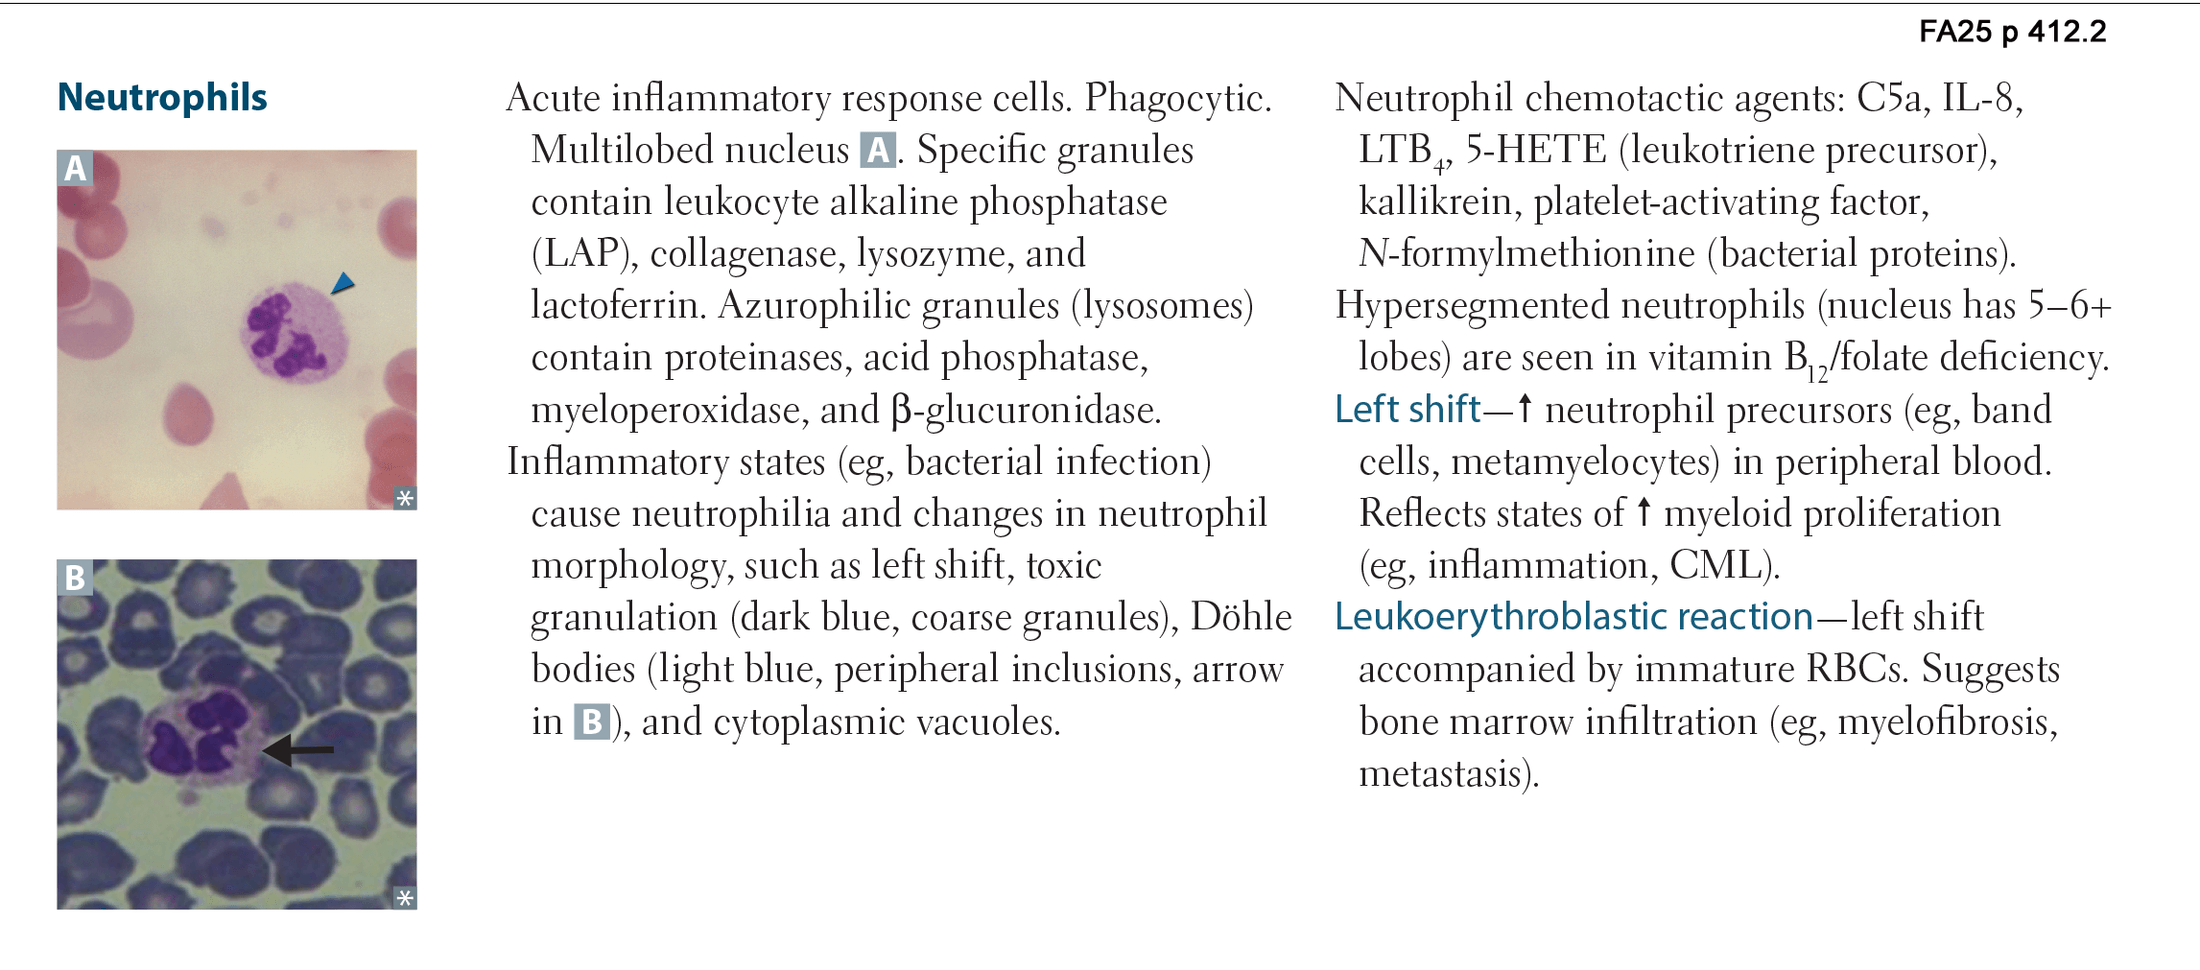 FA25 p 412.2
Neutrophils
A
*
B
*
Acute inflammatory response cells. Phagocytic.
Multilobed nucleus A. Specific granules
contain leukocyte alkaline phosphatase
(LAP), collagenase, lysozyme, and
lactoferrin. Azurophilic granules (lysosomes)
contain proteinases, acid phosphatase,
myeloperoxidase, and β-glucuronidase.
Inflammatory states (eg, bacterial infection)
cause neutrophilia and changes in neutrophil
morphology, such as left shift, toxic
granulation (dark blue, coarse granules), Döhle
bodies (light blue, peripheral inclusions, arrow
in B), and cytoplasmic vacuoles.
Neutrophil chemotactic agents: C5a, IL-8,
LTB₄, 5-HETE (leukotriene precursor),
kallikrein, platelet-activating factor,
N-formylmethionine (bacterial proteins).
Hypersegmented neutrophils (nucleus has 5–6+
lobes) are seen in vitamin B₁₂/folate deficiency.
Left shift—↑ neutrophil precursors (eg, band
cells, metamyelocytes) in peripheral blood.
Reflects states of ↑ myeloid proliferation
(eg, inflammation, CML).
Leukoerythroblastic reaction—left shift
accompanied by immature RBCs. Suggests
bone marrow infiltration (eg, myelofibrosis,
metastasis).